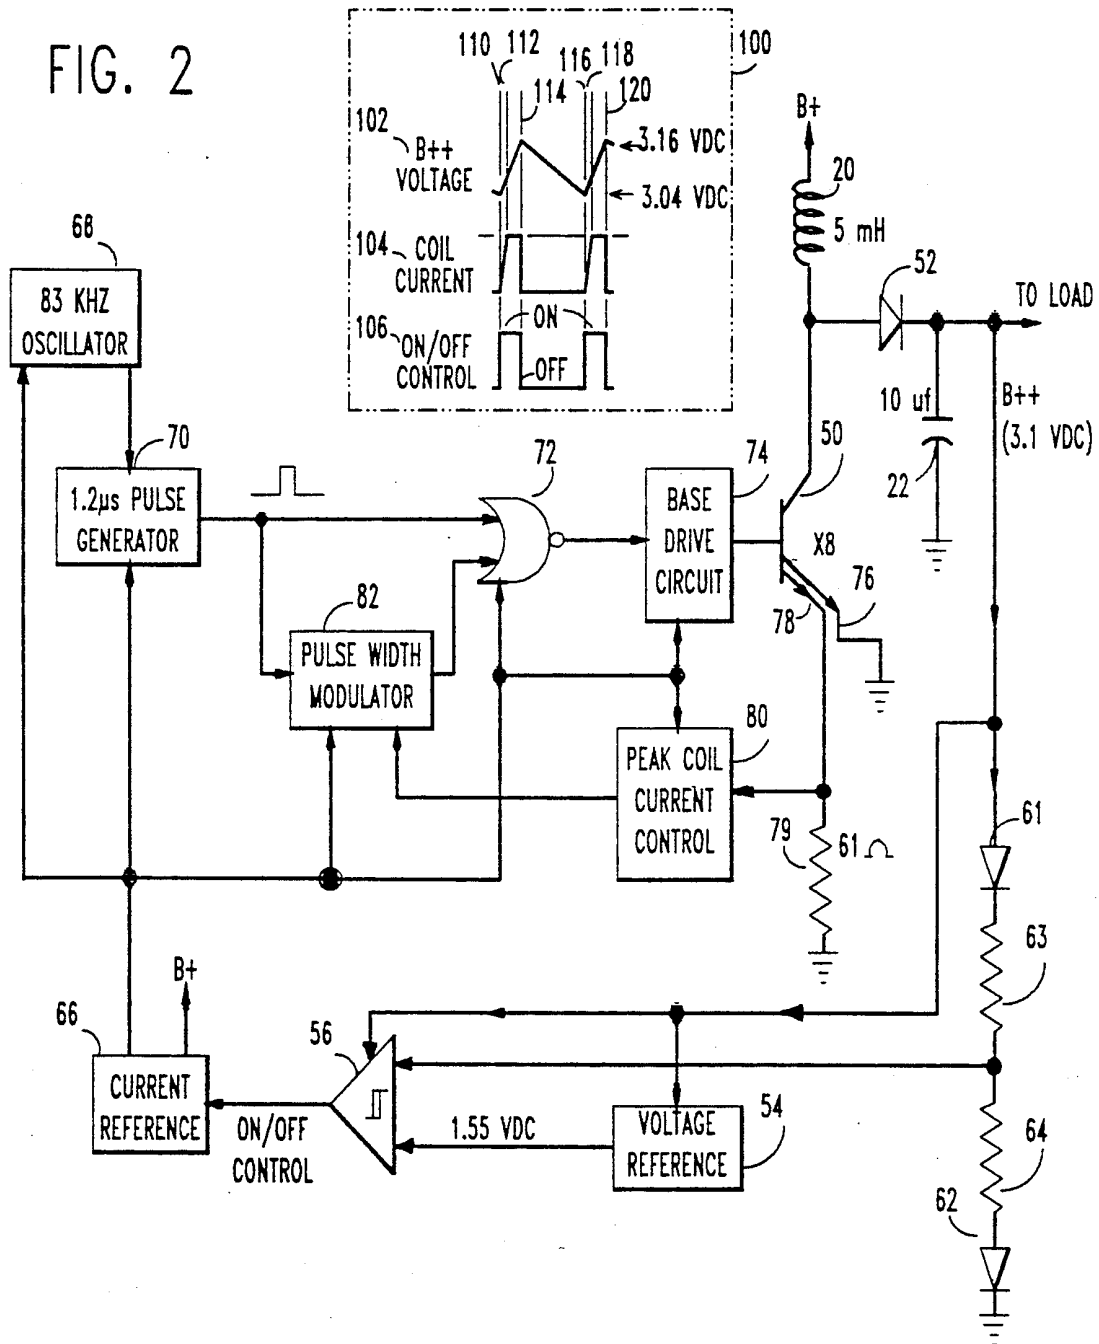 FIG. 2
100
110
112
116
118
114
120
102
B++
VOLTAGE
3.16 VDC
3.04 VDC
104
COIL
CURRENT
106
ON/OFF
CONTROL
ON
OFF
B+
20
5 mH
52
TO LOAD
10 uf
22
B++
(3.1 VDC)
68
83 KHZ
OSCILLATOR
70
1.2µs PULSE
GENERATOR
72
74
BASE
DRIVE
CIRCUIT
50
X8
76
78
82
PULSE WIDTH
MODULATOR
80
PEAK COIL
CURRENT
CONTROL
79
61 Ω
61
63
B+
66
CURRENT
REFERENCE
56
ON/OFF
CONTROL
1.55 VDC
VOLTAGE
REFERENCE
54
64
62